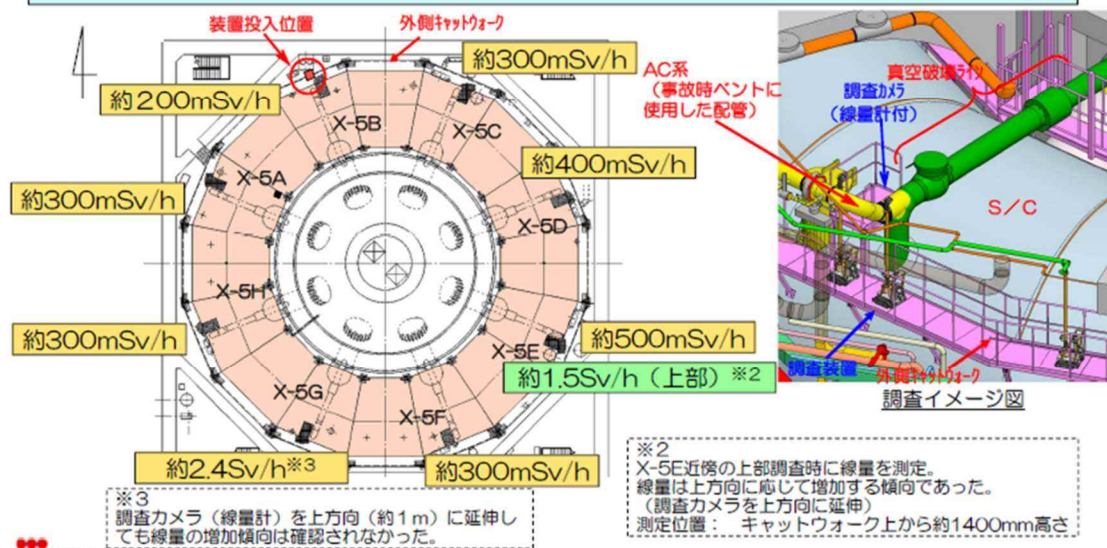 装置投入位置
外側ｷｬｯﾄｳｫｰｸ
約300mSv/h
約200mSv/h
X-5B
X-5C
約400mSv/h
X-5A
約300mSv/h
X-5D
X-5H
約300mSv/h
X-5E
約500mSv/h
約1.5Sv/h（上部）※2
X-5G
X-5F
約2.4Sv/h※3
約300mSv/h
※3
調査カメラ（線量計）を上方向（約1ｍ）に延伸し
ても線量の増加傾向は確認されなかった。
AC系
（事故時ベントに
使用した配管）
真空破壊ﾗｲﾝ
調査ｶﾒﾗ
（線量計付）
S／C
調査装置
外側ｷｬｯﾄｳｫｰｸ
調査イメージ図
※2
X-5E近傍の上部調査時に線量を測定。
線量は上方向に応じて増加する傾向であった。
（調査カメラを上方向に延伸）
測定位置：　キャットウォーク上から約1400mm高さ